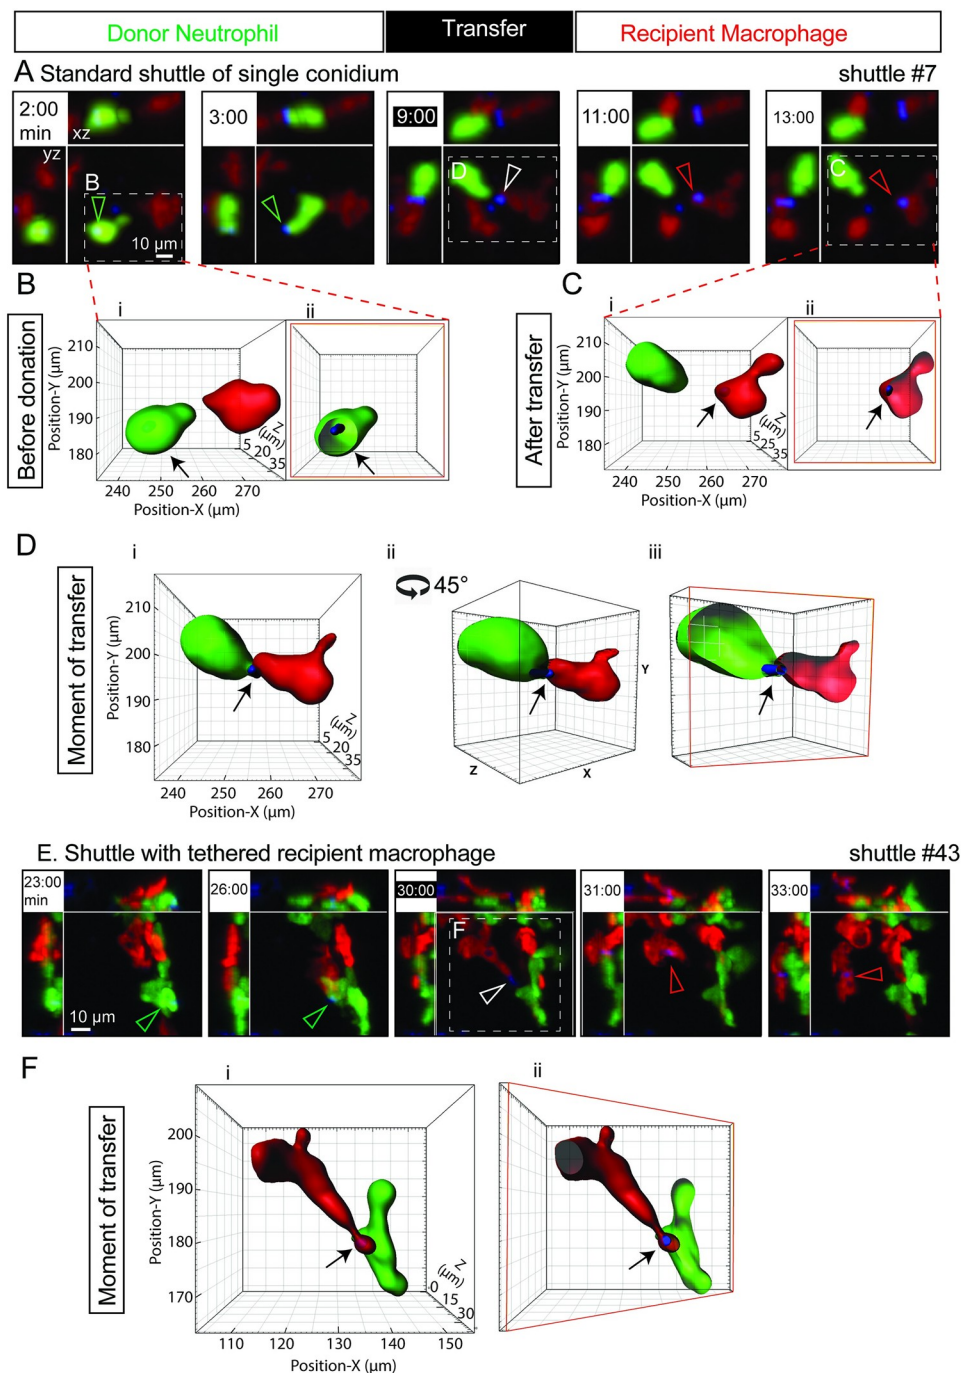 Donor Neutrophil
Transfer
Recipient Macrophage
A Standard shuttle of single conidium
shuttle #7
2:00
min
xz
yz
B
10 µm
3:00
9:00
D
11:00
13:00
C
B
Before donation
i
ii
210
200
190
180
Position-Y (µm)
240 250 260 270
Position-X (µm)
Z
(µm)
5
20
35
C
After transfer
i
ii
210
200
190
180
Position-Y (µm)
240 250 260 270
Position-X (µm)
Z
(µm)
5
25
35
D
Moment of transfer
i
210
200
190
180
Position-Y (µm)
240 250 260 270
Position-X (µm)
Z
(µm)
5
20
35
ii
45°
Y
Z
X
iii
E. Shuttle with tethered recipient macrophage
shuttle #43
23:00
min
10 µm
26:00
30:00
F
31:00
33:00
F
Moment of transfer
i
200
190
180
170
Position-Y (µm)
110 120 130 140 150
Position-X (µm)
Z
(µm)
0
15
30
ii